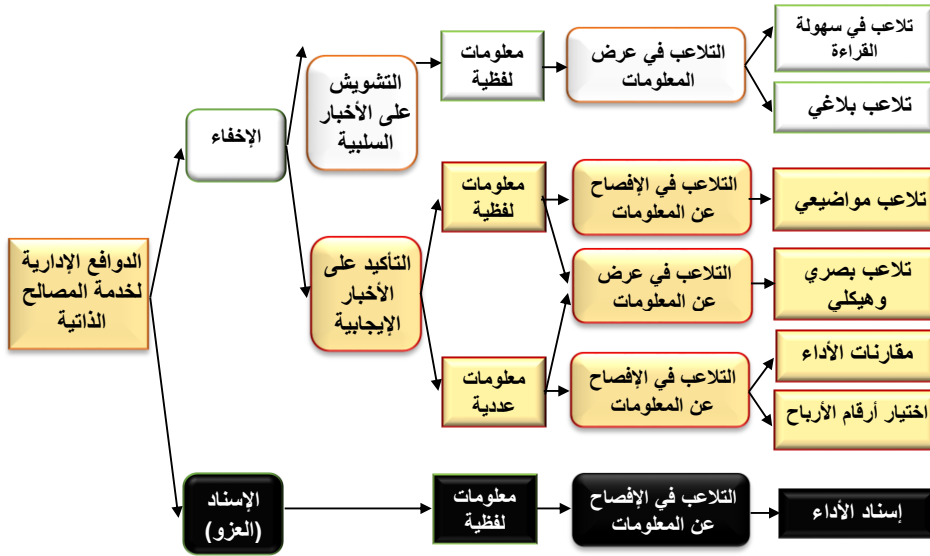 الدوافع الإدارية
لخدمة المصالح
الذاتية
الإخفاء
التشويش
على الأخبار
السلبية
معلومات
لفظية
التلاعب في عرض
المعلومات
تلاعب في سهولة
القراءة
تلاعب بلاغي
التأكيد على
الأخبار
الإيجابية
معلومات
لفظية
التلاعب في الإفصاح
عن المعلومات
تلاعب مواضيعي
التلاعب في عرض
عن المعلومات
تلاعب بصري
وهيكلي
معلومات
عددية
التلاعب في الإفصاح
عن المعلومات
مقارنات الأداء
اختيار أرقام الأرباح
الإسناد
(العزو)
معلومات
لفظية
التلاعب في الإفصاح
عن المعلومات
إسناد الأداء